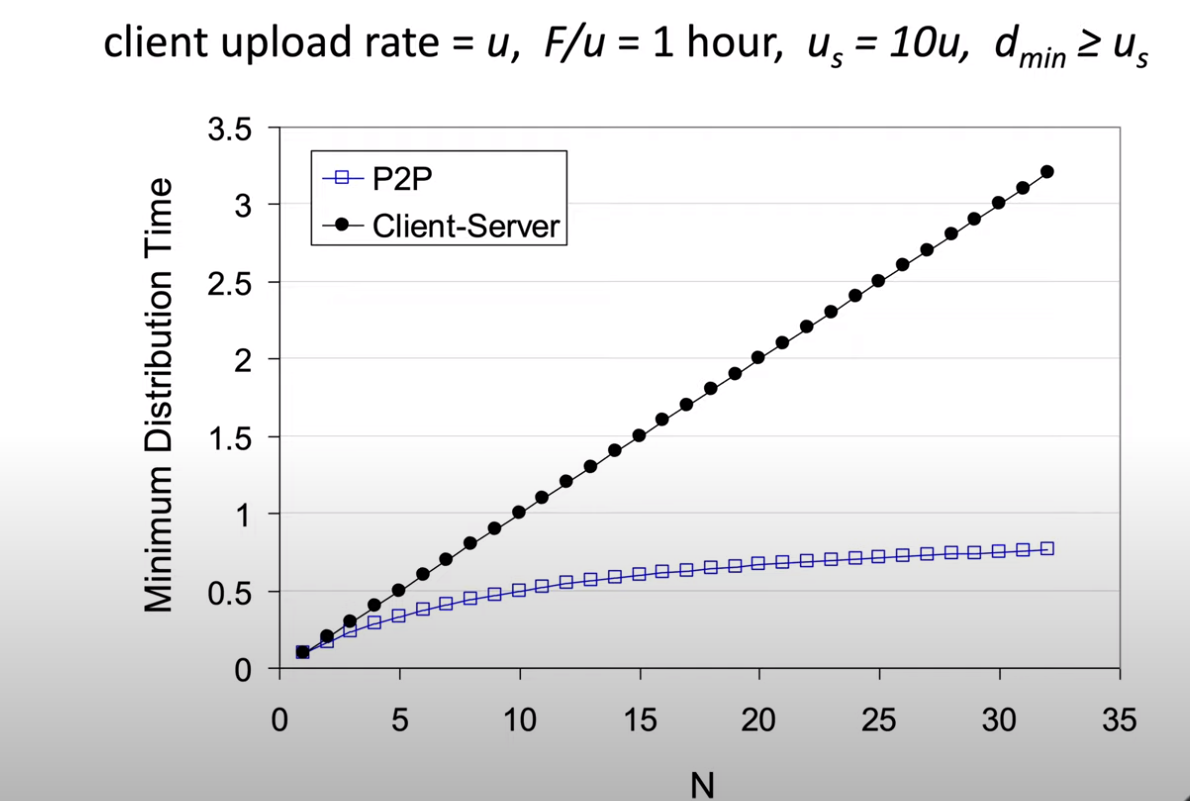 client upload rate = u, F/u = 1 hour, uₛ = 10u, dₘᵢₙ ≥ uₛ
3.5
3
2.5
2
1.5
1
0.5
0
Minimum Distribution Time
P2P
Client-Server
0 5 10 15 20 25 30 35
N